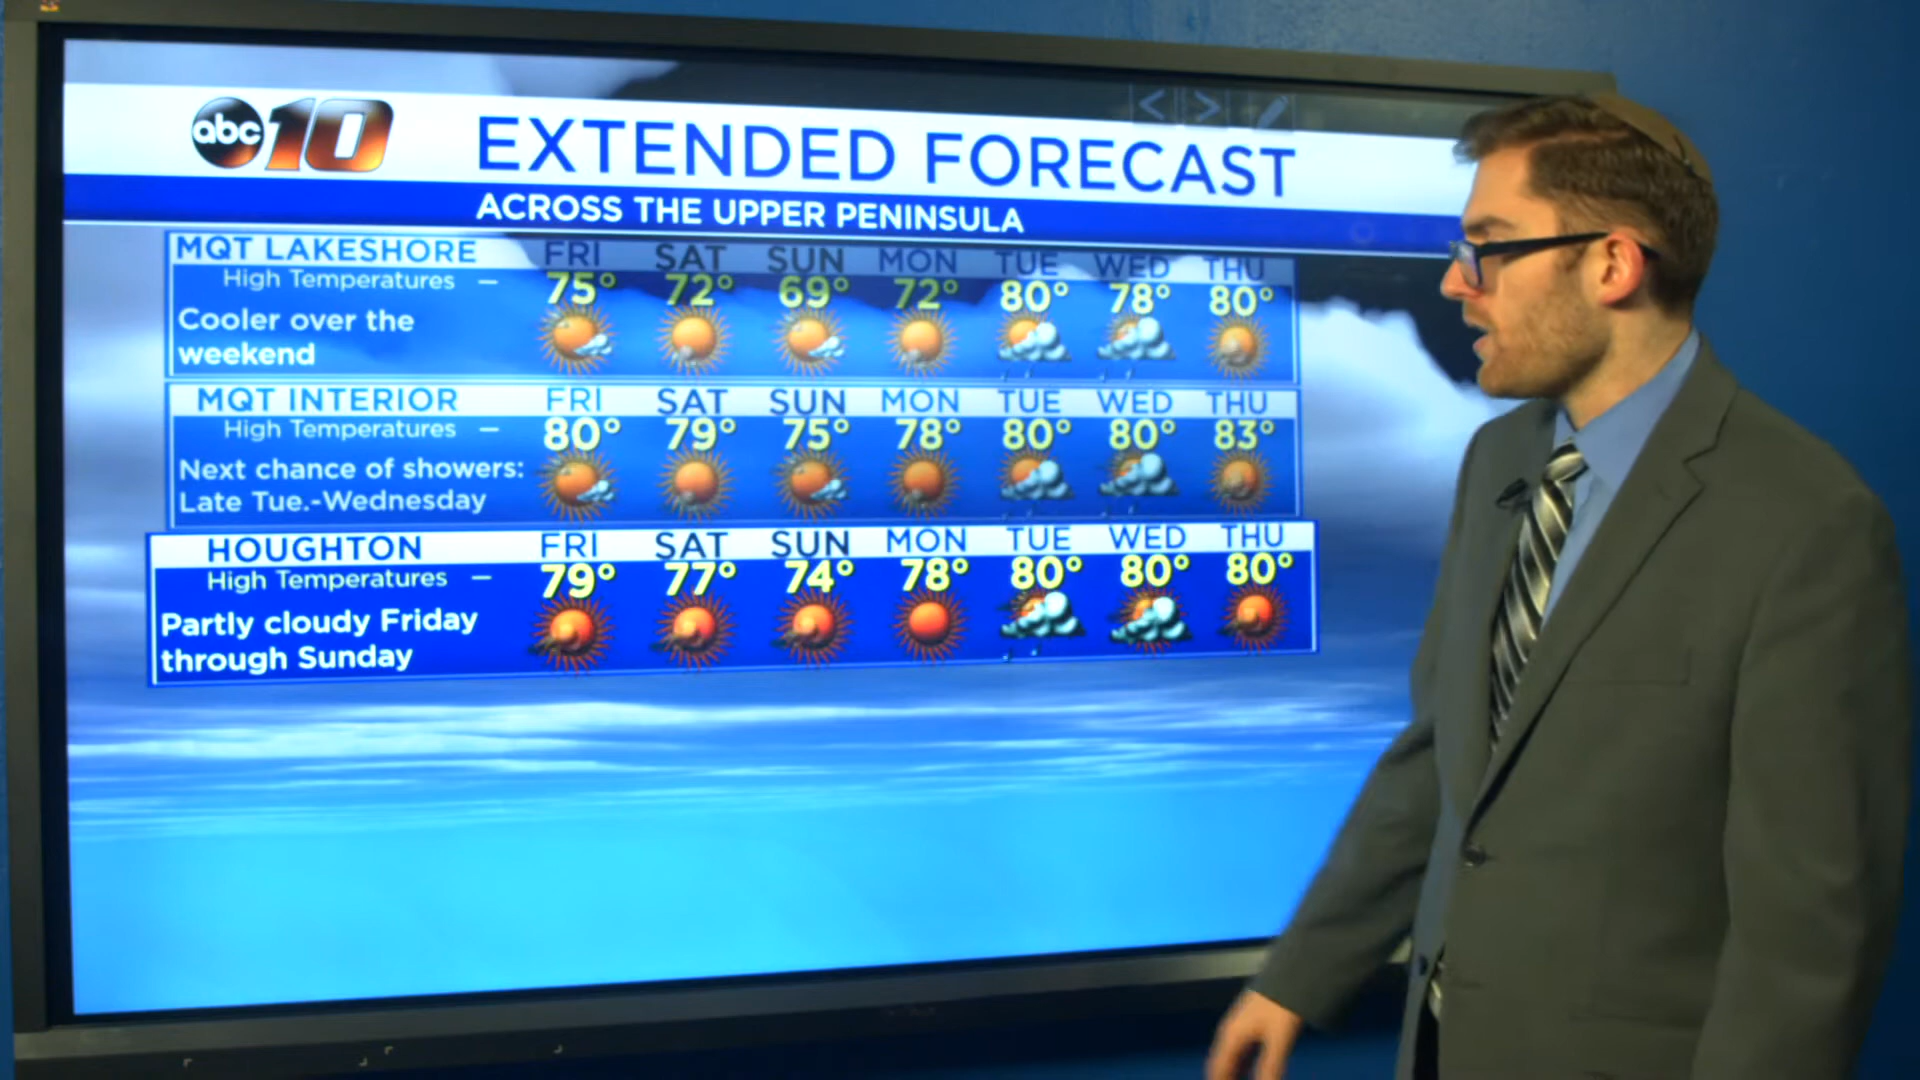 abc 10
EXTENDED FORECAST
ACROSS THE UPPER PENINSULA
MQT LAKESHORE FRI SAT SUN MON TUE WED THU
High Temperatures — 75° 72° 69° 72° 80° 78° 80°
Cooler over the
weekend
MQT INTERIOR FRI SAT SUN MON TUE WED THU
High Temperatures — 80° 79° 75° 78° 80° 80° 83°
Next chance of showers:
Late Tue.-Wednesday
HOUGHTON FRI SAT SUN MON TUE WED THU
High Temperatures — 79° 77° 74° 78° 80° 80° 80°
Partly cloudy Friday
through Sunday